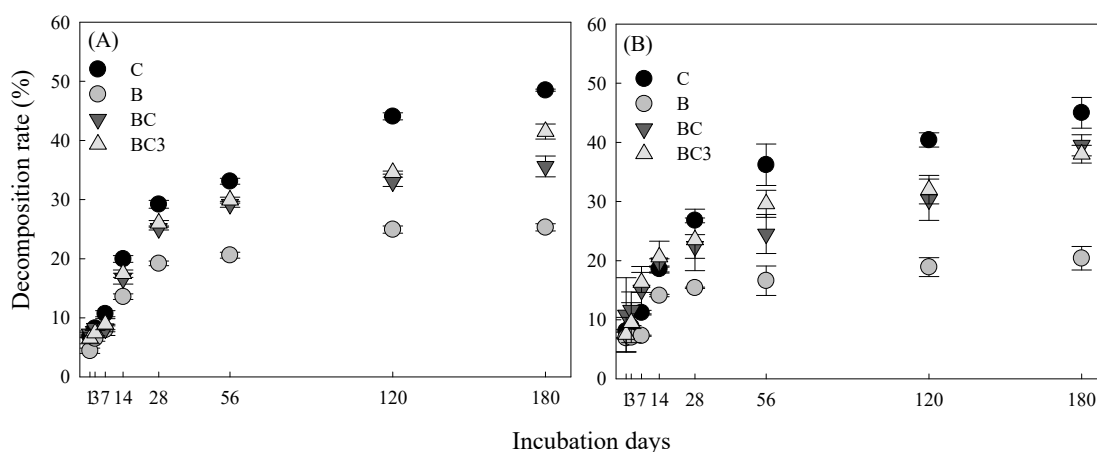 Decomposition rate (%)
(A)
C
B
BC
BC3
60
50
40
30
20
10
0
1 3 7 14 28 56 120 180
(B)
C
B
BC
BC3
60
50
40
30
20
10
0
1 3 7 14 28 56 120 180
Incubation days